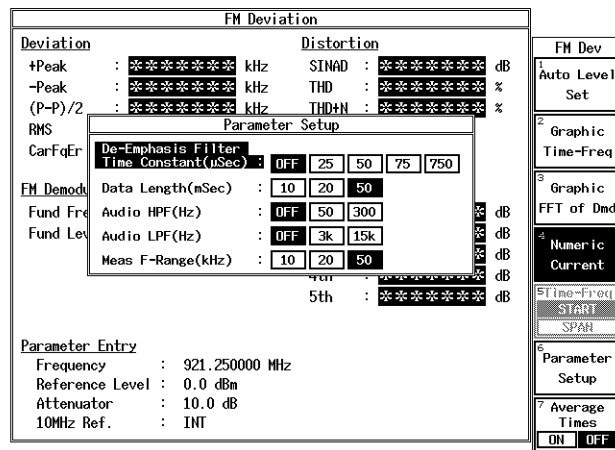 FM Deviation
Deviation
+Peak : ******* kHz
-Peak : ******* kHz
(P-P)/2 : ******* kHz
RMS
CarFqEr
Distortion
SINAD : ******* dB
THD : ******* %
THD+N : ******* %
FM Demodu
Fund Fre
Fund Lev
******* dB
dB
dB
dB
5th : ******* dB
Parameter Setup
De-Emphasis Filter
Time Constant(µSec) : OFF 25 50 75 750
Data Length(mSec) : 10 20 50
Audio HPF(Hz) : OFF 50 300
Audio LPF(Hz) : OFF 3k 15k
Meas F-Range(kHz) : 10 20 50
Parameter Entry
Frequency : 921.250000 MHz
Reference Level : 0.0 dBm
Attenuator : 10.0 dB
10MHz Ref. : INT
FM Dev
1
Auto Level
Set
2
Graphic
Time-Freq
3
Graphic
FFT of Dmd
4
Numeric
Current
5Time-Freq
START
SPAN
6
Parameter
Setup
7 Average
Times
ON OFF